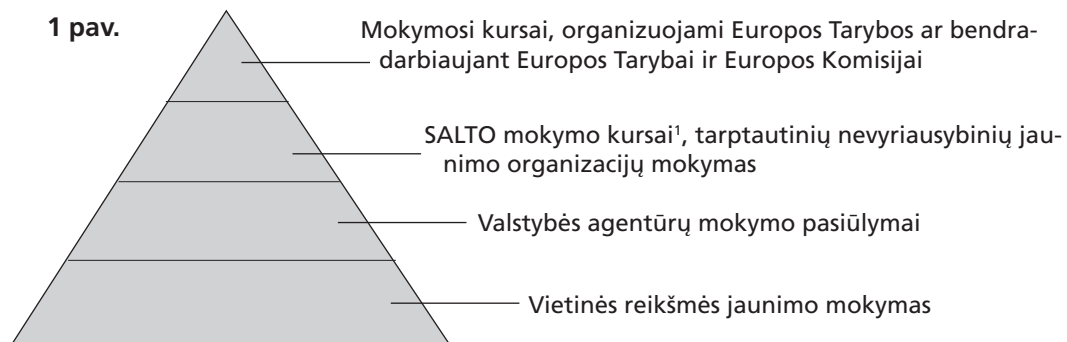 1 pav.
Mokymosi kursai, organizuojami Europos Tarybos ar bendra-
darbiaujant Europos Tarybai ir Europos Komisijai
SALTO mokymo kursai¹, tarptautinių nevyriausybinių jau-
nimo organizacijų mokymas
Valstybės agentūrų mokymo pasiūlymai
Vietinės reikšmės jaunimo mokymas